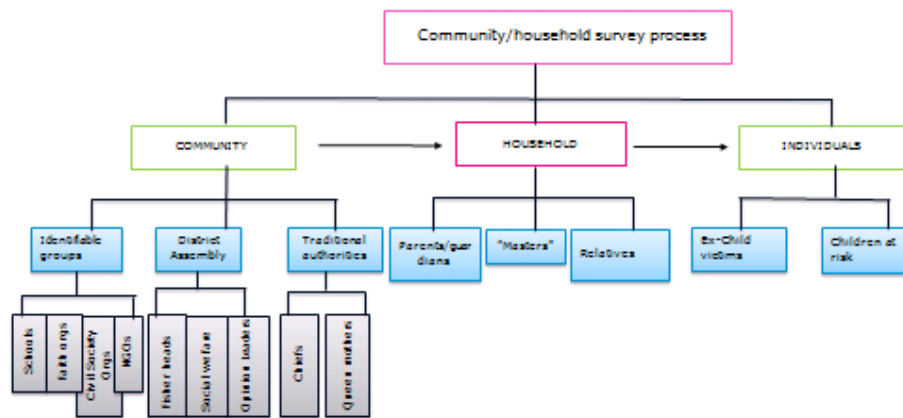 Community/household survey process
COMMUNITY
HOUSEHOLD
INDIVIDUALS
Identifiable
groups
District
Assembly
Traditional
authorities
Parents/guar
dians
"Masters"
Relatives
Ex-Child
victims
Children at
risk
Schools
faith orgs
Civil Society
Orgs
NGOs
Fisher heads
Social welfare
Opinion leaders
Chiefs
Queen mothers